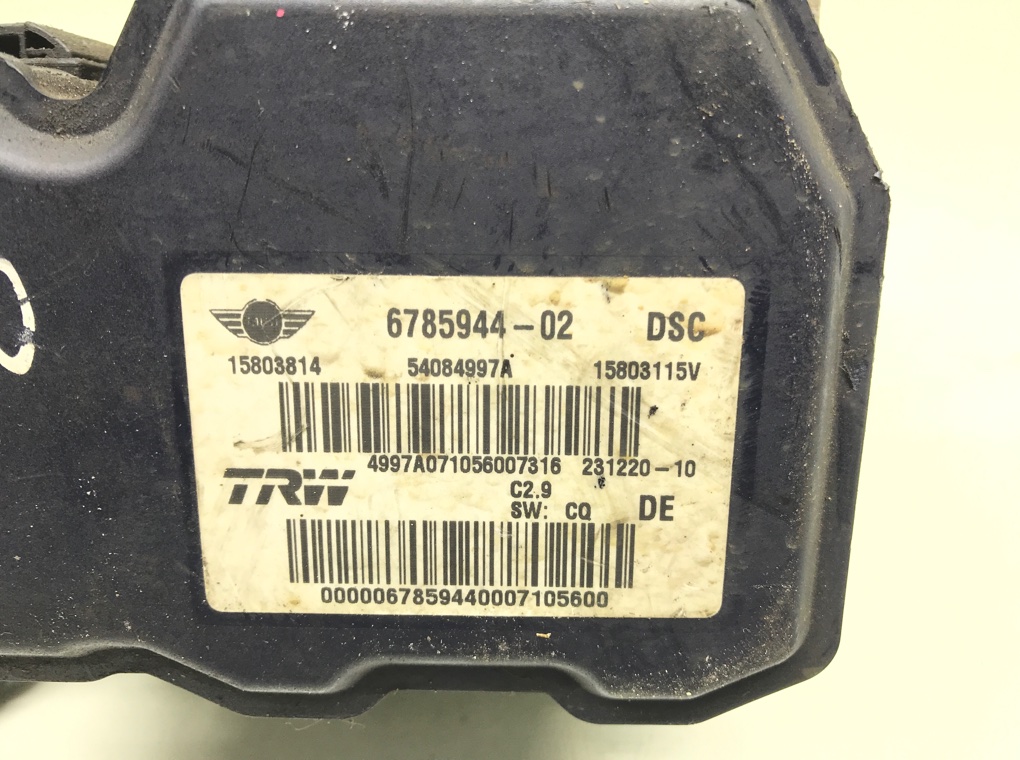 6785944-02 DSC
15803814 54084997A 15803115V
4997A071056007316 231220-10
TRW
C2.9
SW: CQ DE
0000067859440007105600